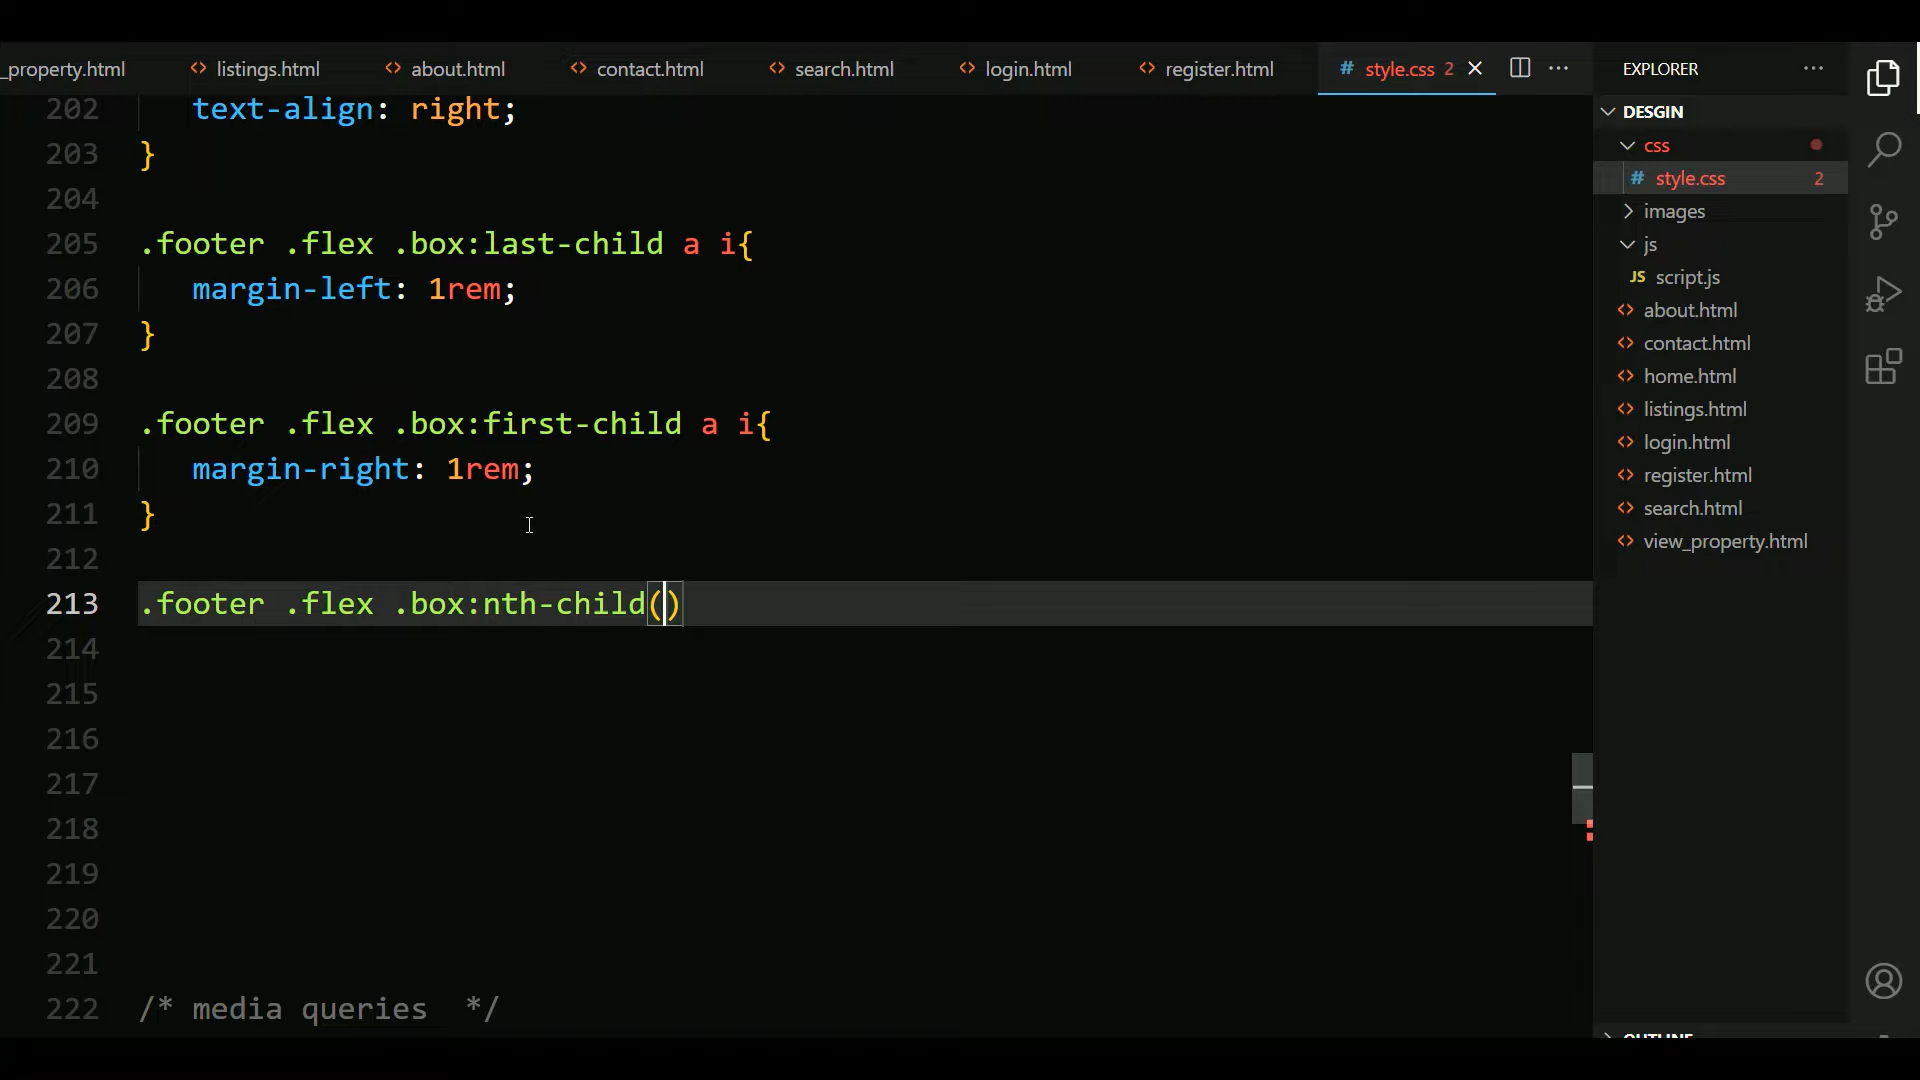 _property.html listings.html about.html contact.html search.html login.html register.html # style.css 2
202 text-align: right;
203 }
204
205 .footer .flex .box:last-child a i{
206 margin-left: 1rem;
207 }
208
209 .footer .flex .box:first-child a i{
210 margin-right: 1rem;
211 }
212
213 .footer .flex .box:nth-child()
214
215
216
217
218
219
220
221
222 /* media queries  */
EXPLORER
DESGIN
css
# style.css 2
images
js
JS script.js
about.html
contact.html
home.html
listings.html
login.html
register.html
search.html
view_property.html
OUTLINE